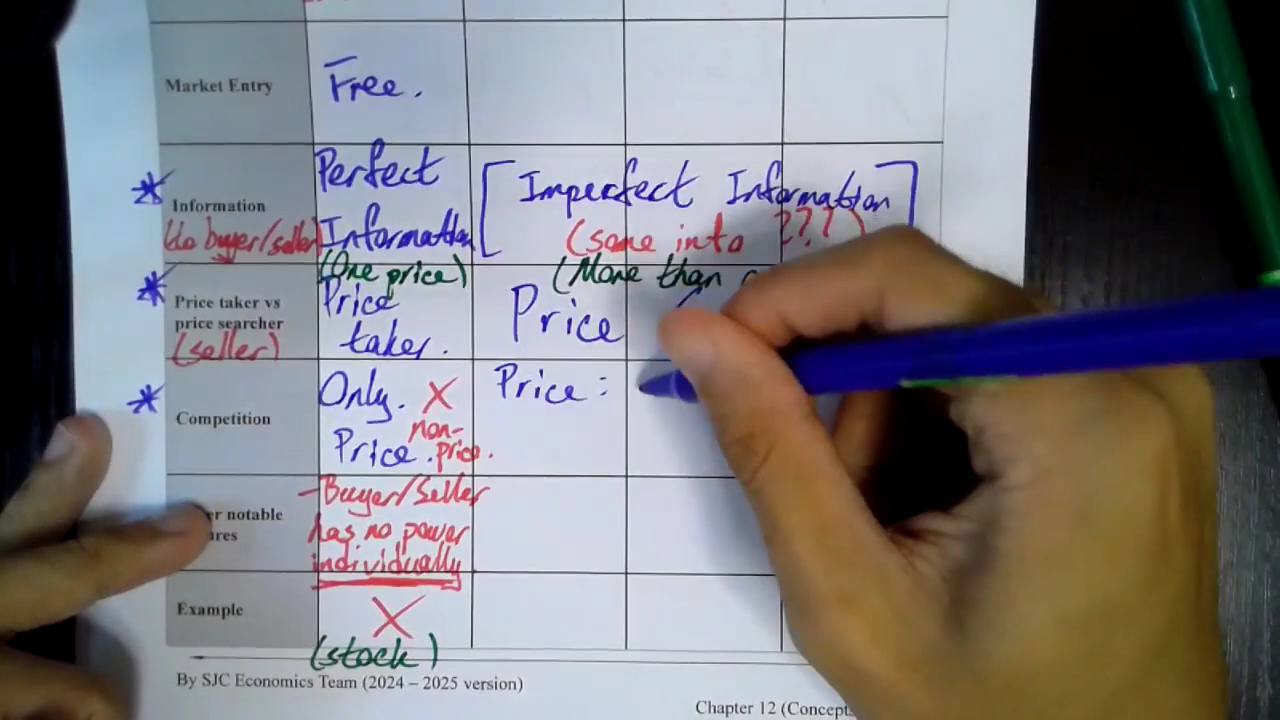 Market Entry
Free.
Perfect
Information
(One price)
[ Imperfect Information ]
(some info ???)
(More than
* Information
(to buyer/seller)
* Price taker vs
price searcher
(seller)
Price
taker.
Price
* Competition
Only. X
Price. non-
price.
Price :
-Buyer/Seller
has no power
individually
Example
X
(stock)
By SJC Economics Team (2024 – 2025 version)
Chapter 12 (Concept